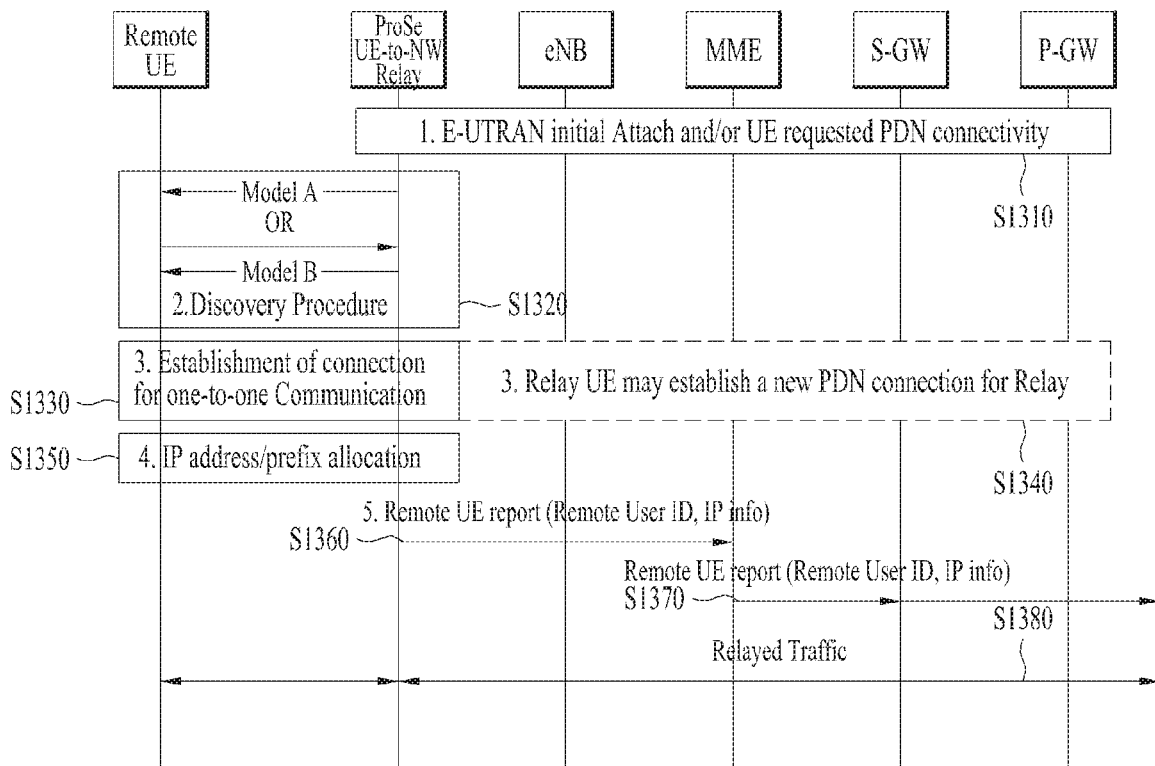 Remote
UE
ProSe
UE-to-NW
Relay
eNB
MME
S-GW
P-GW
1. E-UTRAN initial Attach and/or UE requested PDN connectivity
S1310
Model A
OR
Model B
2.Discovery Procedure
S1320
3. Establishment of connection
for one-to-one Communication
S1330
3. Relay UE may establish a new PDN connection for Relay
S1340
S1350
4. IP address/prefix allocation
5. Remote UE report (Remote User ID, IP info)
S1360
Remote UE report (Remote User ID, IP info)
S1370
S1380
Relayed Traffic